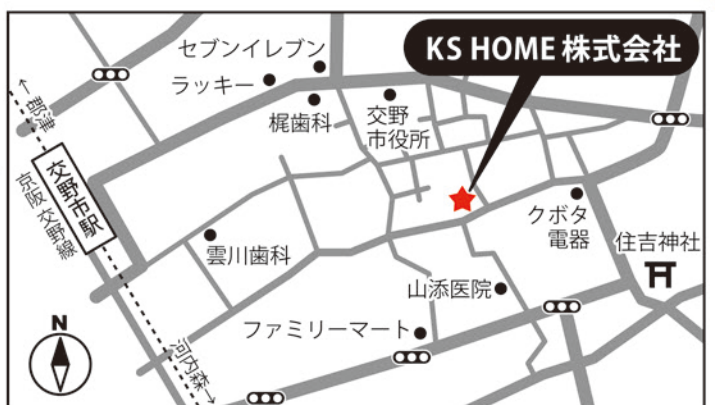 KS HOME 株式会社
セブンイレブン
ラッキー
梶歯科
交野
市役所
←郡津
交野市駅
京阪 交野線
雲川歯科
クボタ
電器
住吉神社
山添医院
ファミリーマート
河内森→
N